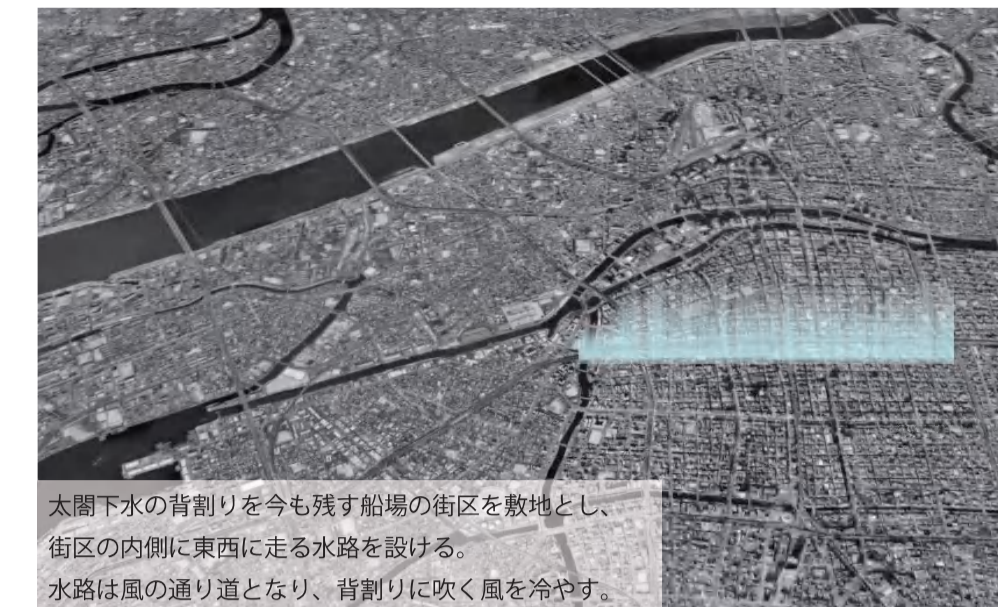 太閤下水の背割りを今も残す船場の街区を敷地とし、
街区の内側に東西に走る水路を設ける。
水路は風の通り道となり、背割りに吹く風を冷やす。